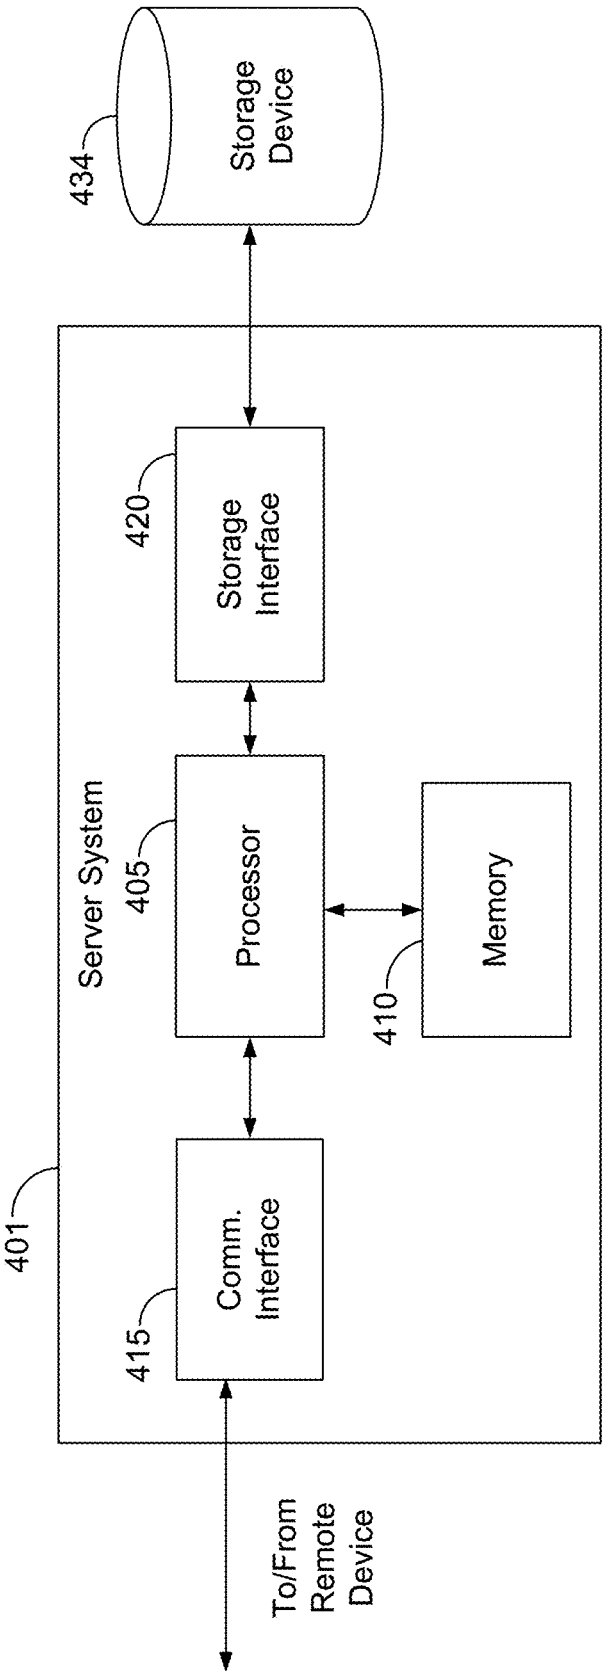 401
Server System
415
Comm.
Interface
405
Processor
420
Storage
Interface
434
Storage
Device
410
Memory
To/From
Remote
Device